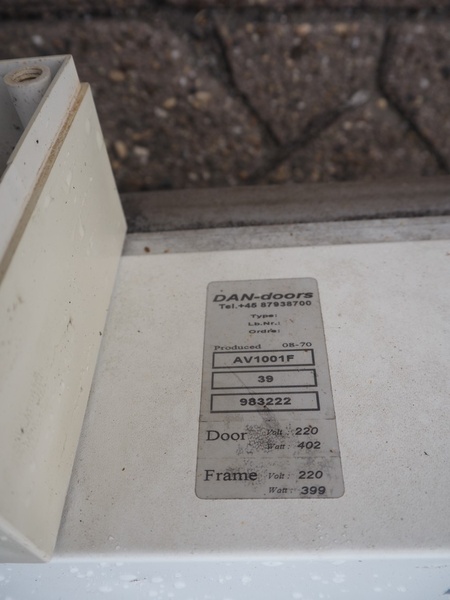 DAN-doors
Tel.+45 87938700
Type:
Lb.Nr.:
Ordre:
Produced 08-70
AV1001F
39
983222
Door Volt: 220
Watt: 402
Frame Volt: 220
Watt: 399